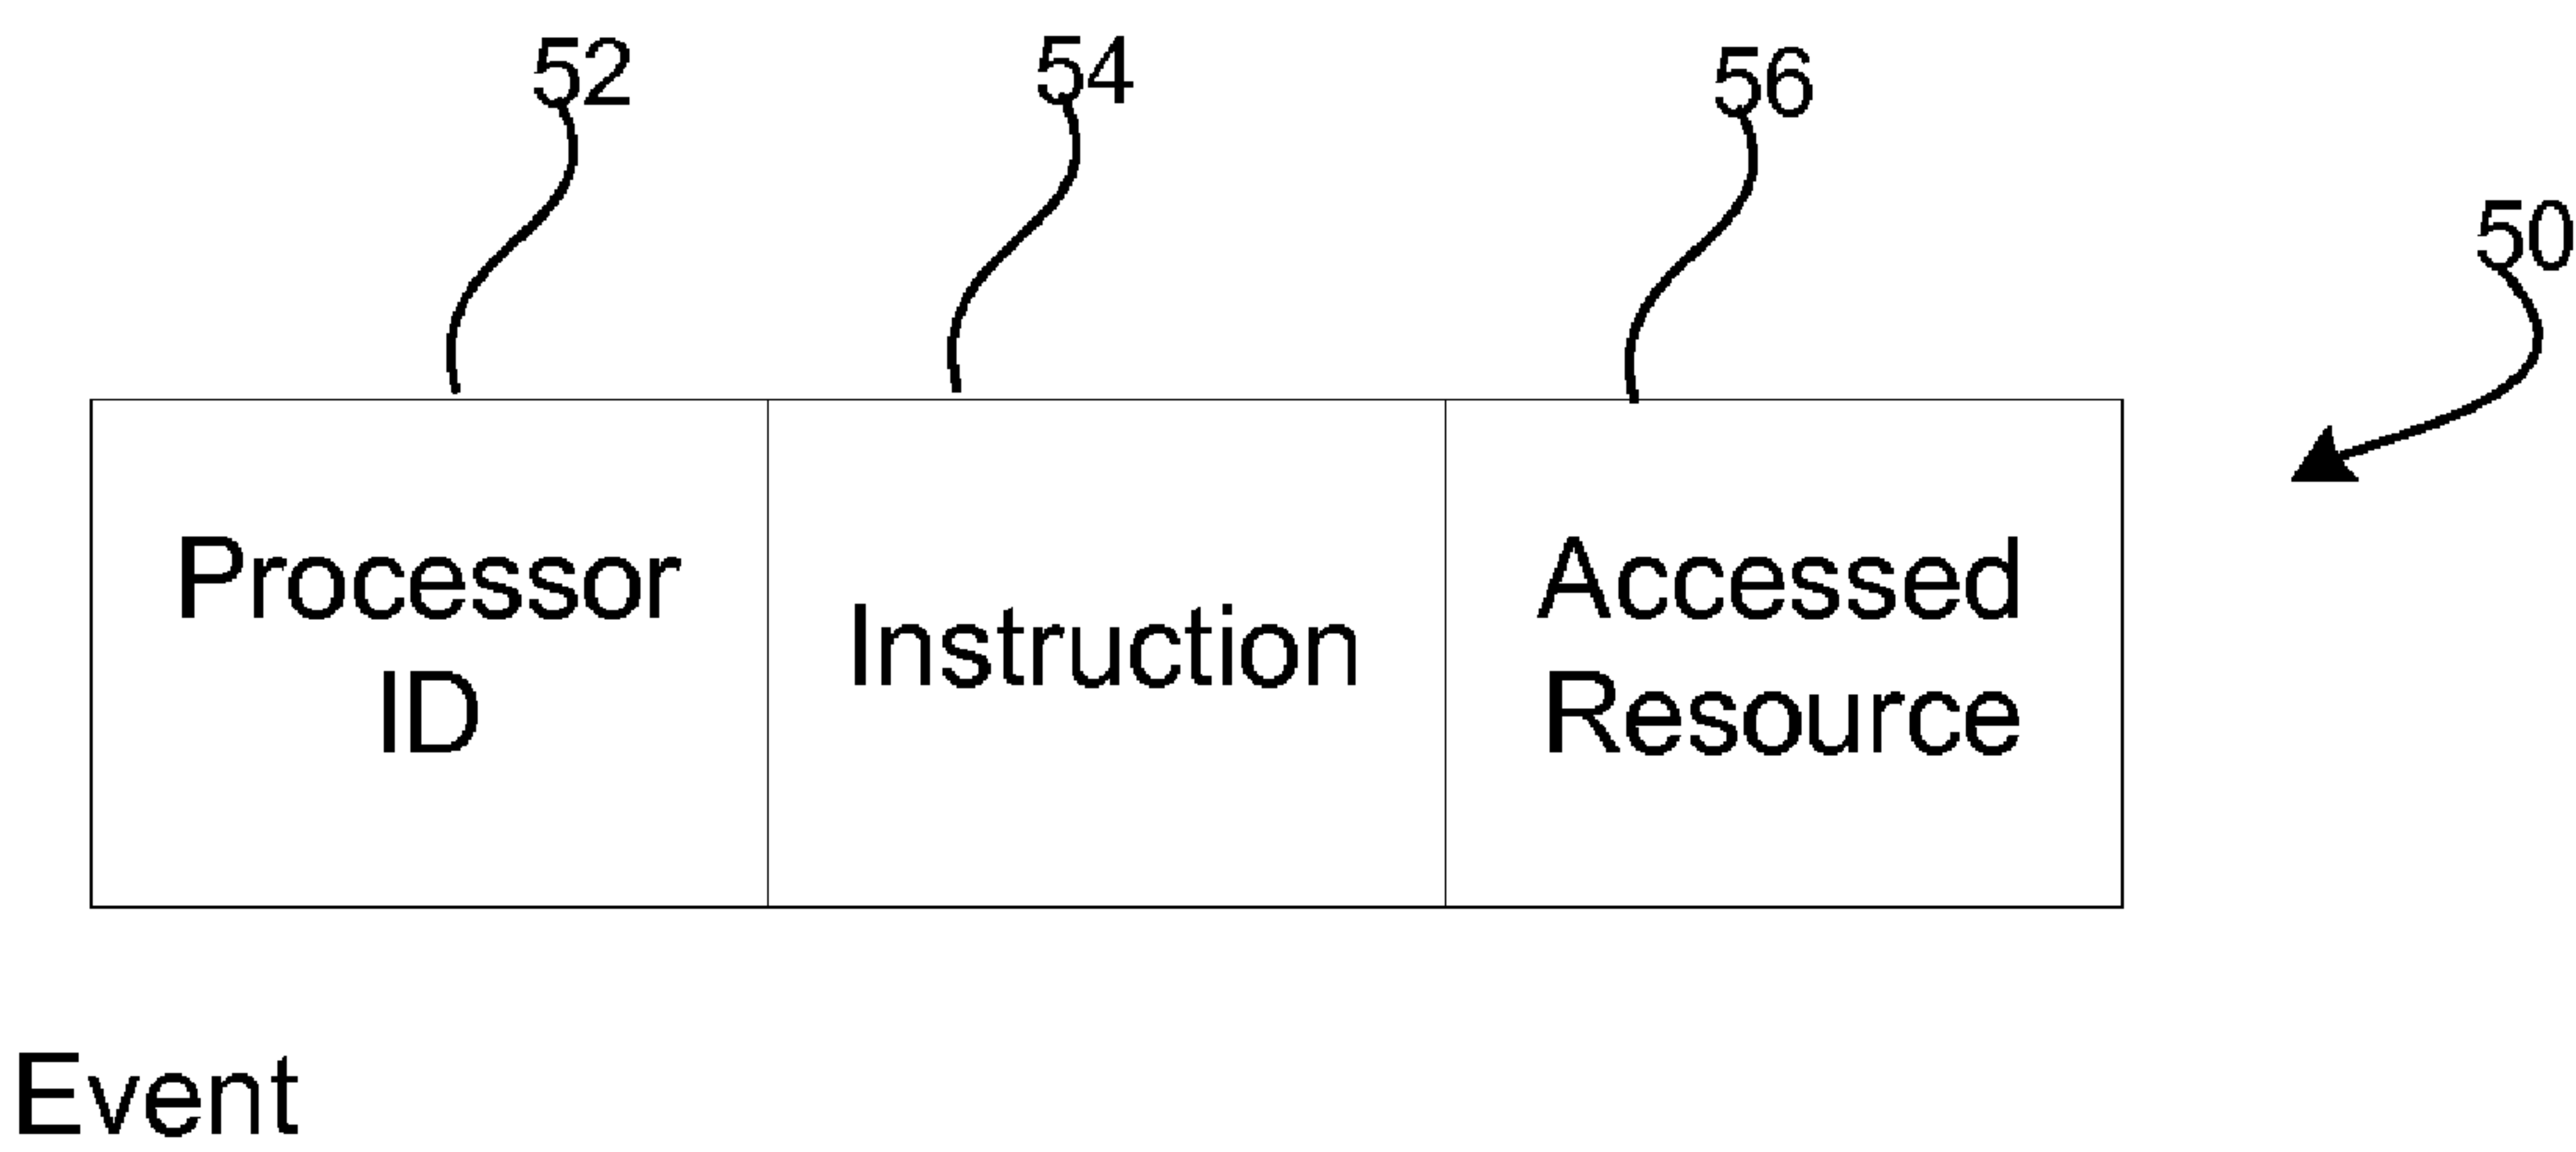 52
54
56
50
Processor
ID
Instruction
Accessed
Resource
Event